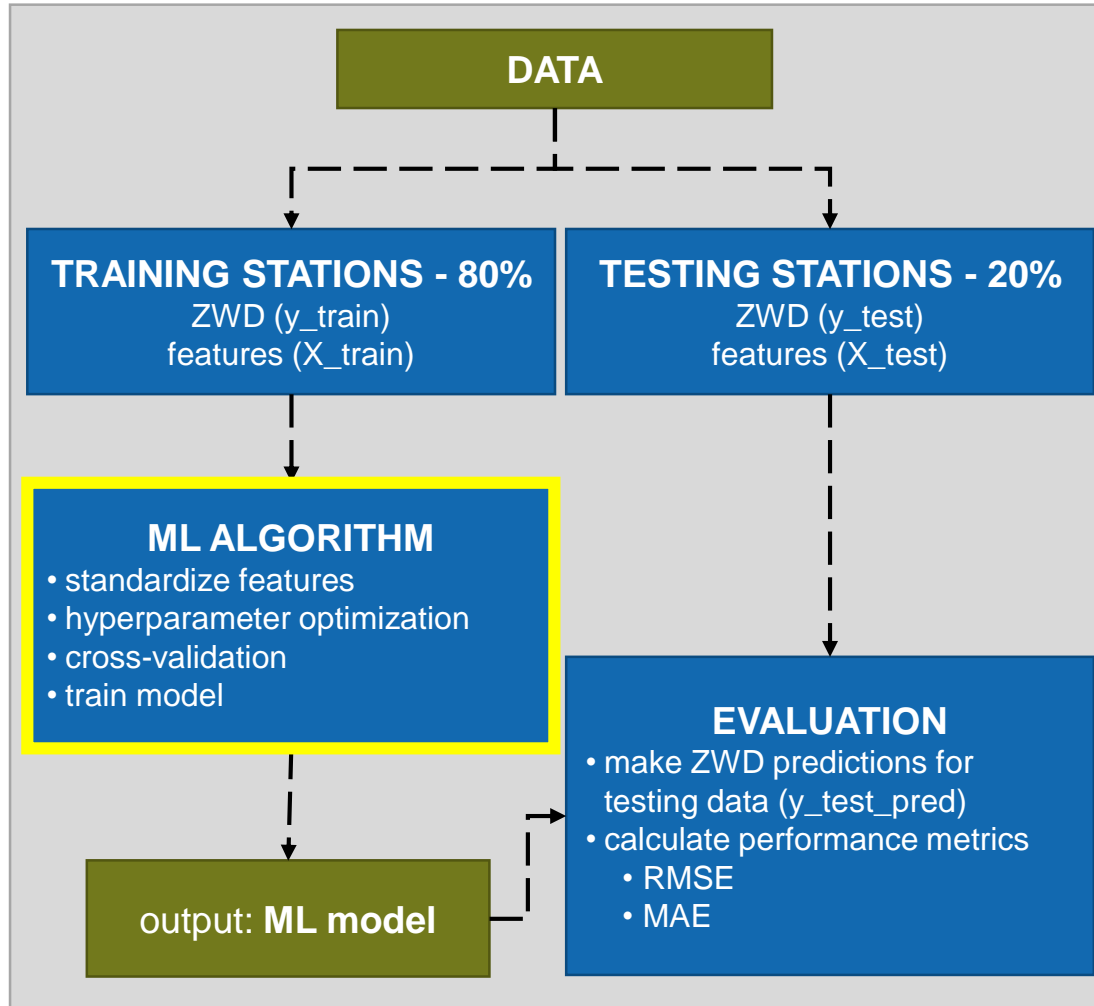 DATA
TRAINING STATIONS - 80%
ZWD (y_train)
features (X_train)
TESTING STATIONS - 20%
ZWD (y_test)
features (X_test)
ML ALGORITHM
• standardize features
• hyperparameter optimization
• cross-validation
• train model
output: ML model
EVALUATION
• make ZWD predictions for
testing data (y_test_pred)
• calculate performance metrics
• RMSE
• MAE